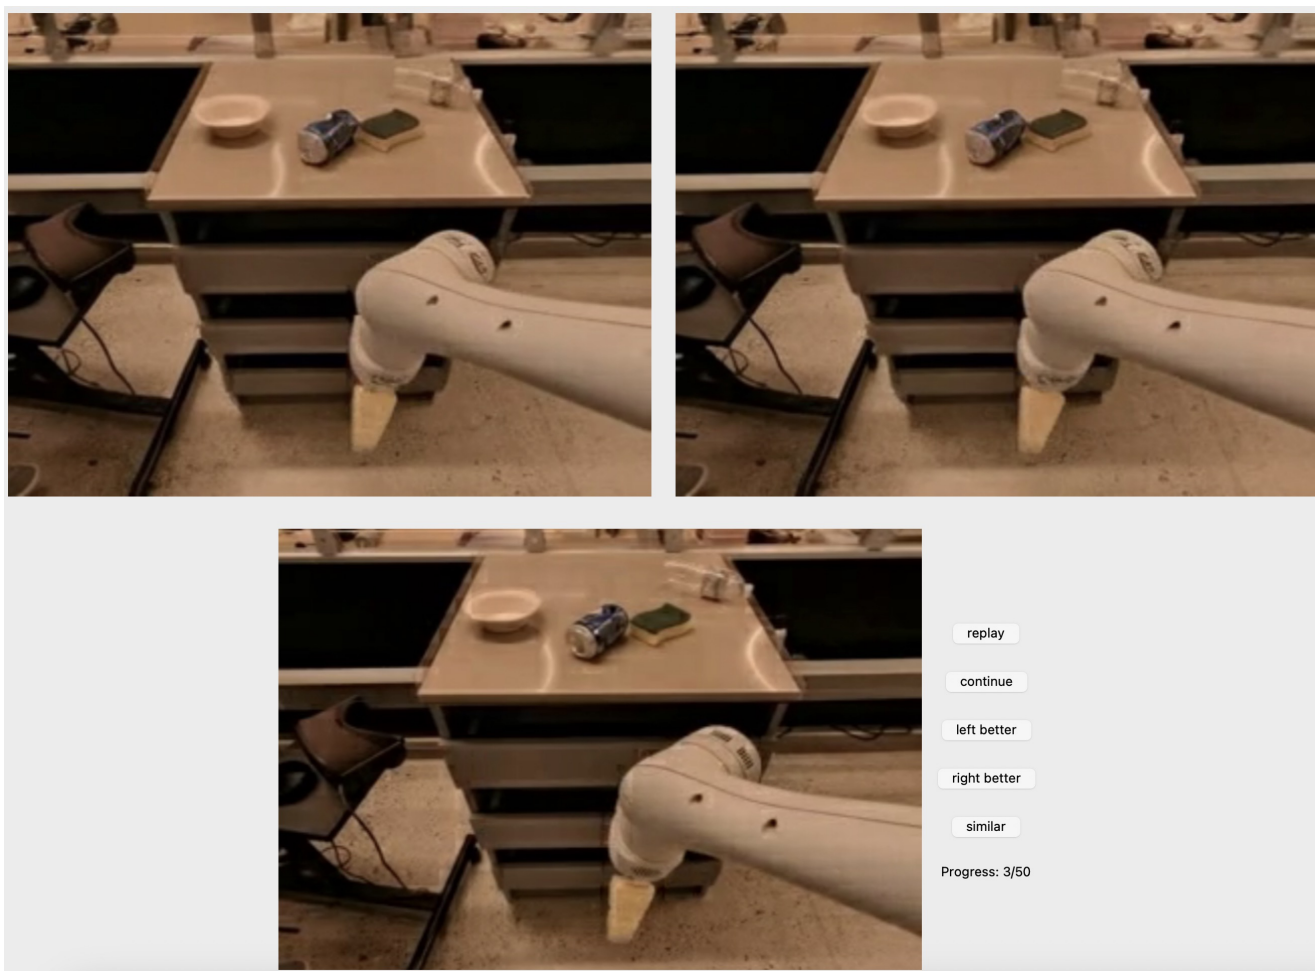 replay
continue
left better
right better
similar
Progress: 3/50